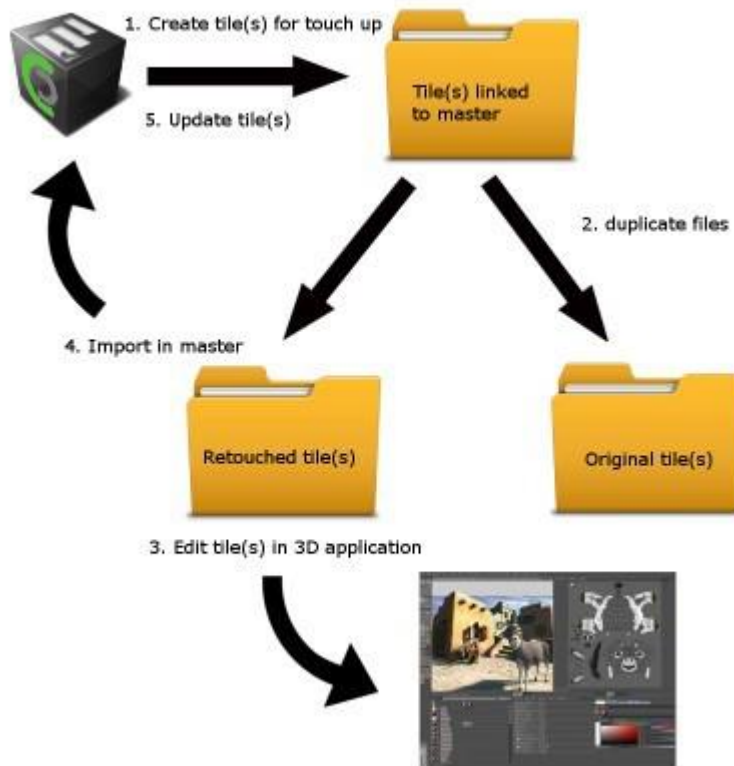 1. Create tile(s) for touch up
Tile(s) linked
to master
5. Update tile(s)
2. duplicate files
4. Import in master
Retouched tile(s)
Original tile(s)
3. Edit tile(s) in 3D application